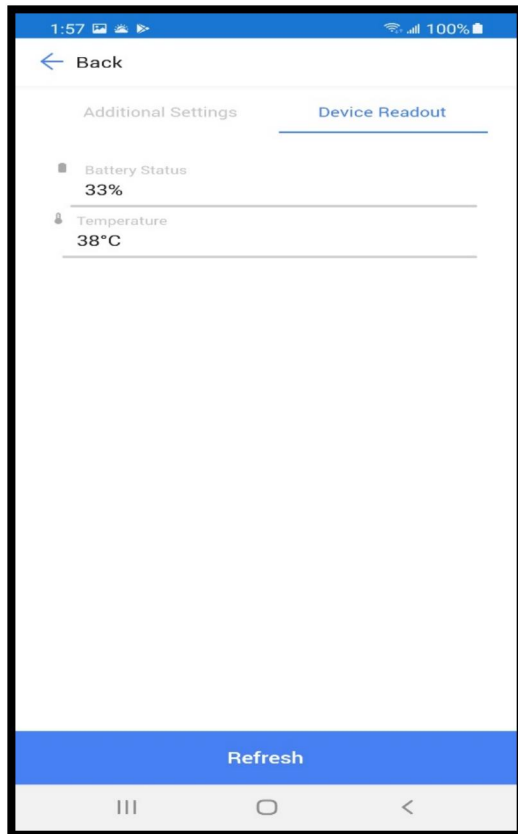 1:57 100%
Back
Additional Settings Device Readout
Battery Status
33%
Temperature
38°C
Refresh